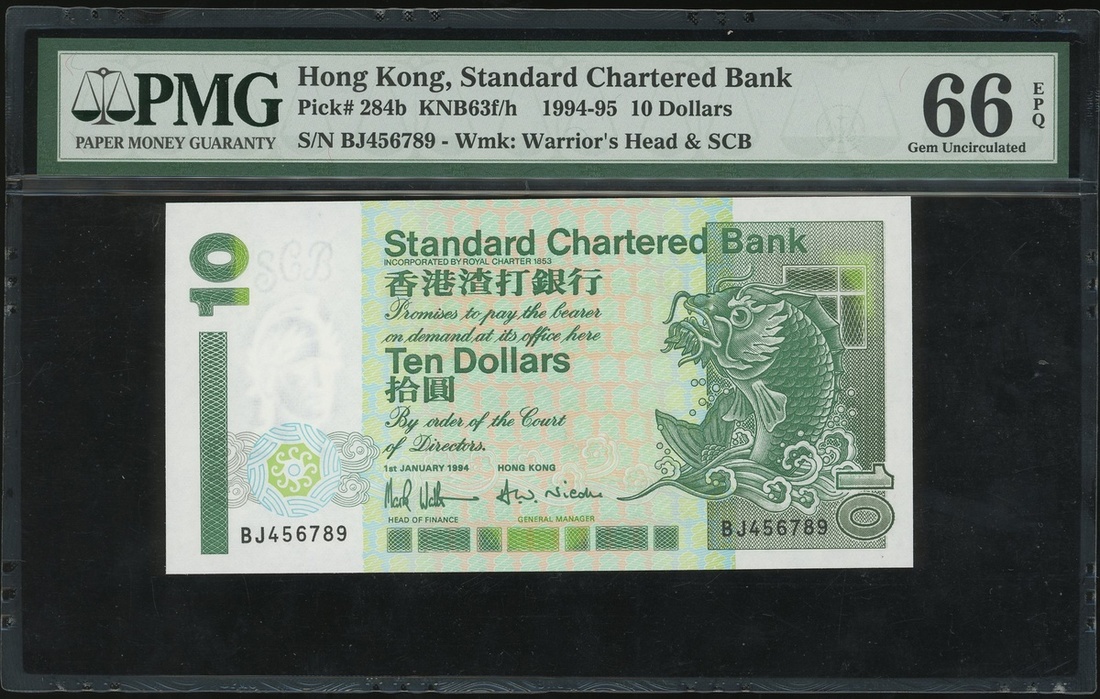 PMG
PAPER MONEY GUARANTY
Hong Kong, Standard Chartered Bank
Pick# 284b KNB63f/h 1994-95 10 Dollars
S/N BJ456789 - Wmk: Warrior's Head & SCB
66
EPQ
Gem Uncirculated
10
SCB
Standard Chartered Bank
INCORPORATED BY ROYAL CHARTER 1853
香港渣打銀行
Promises to pay the bearer
on demand at its office here
Ten Dollars
拾圓
By order of the Court
of Directors.
1st JANUARY 1994 HONG KONG
HEAD OF FINANCE GENERAL MANAGER
BJ456789
BJ456789
10